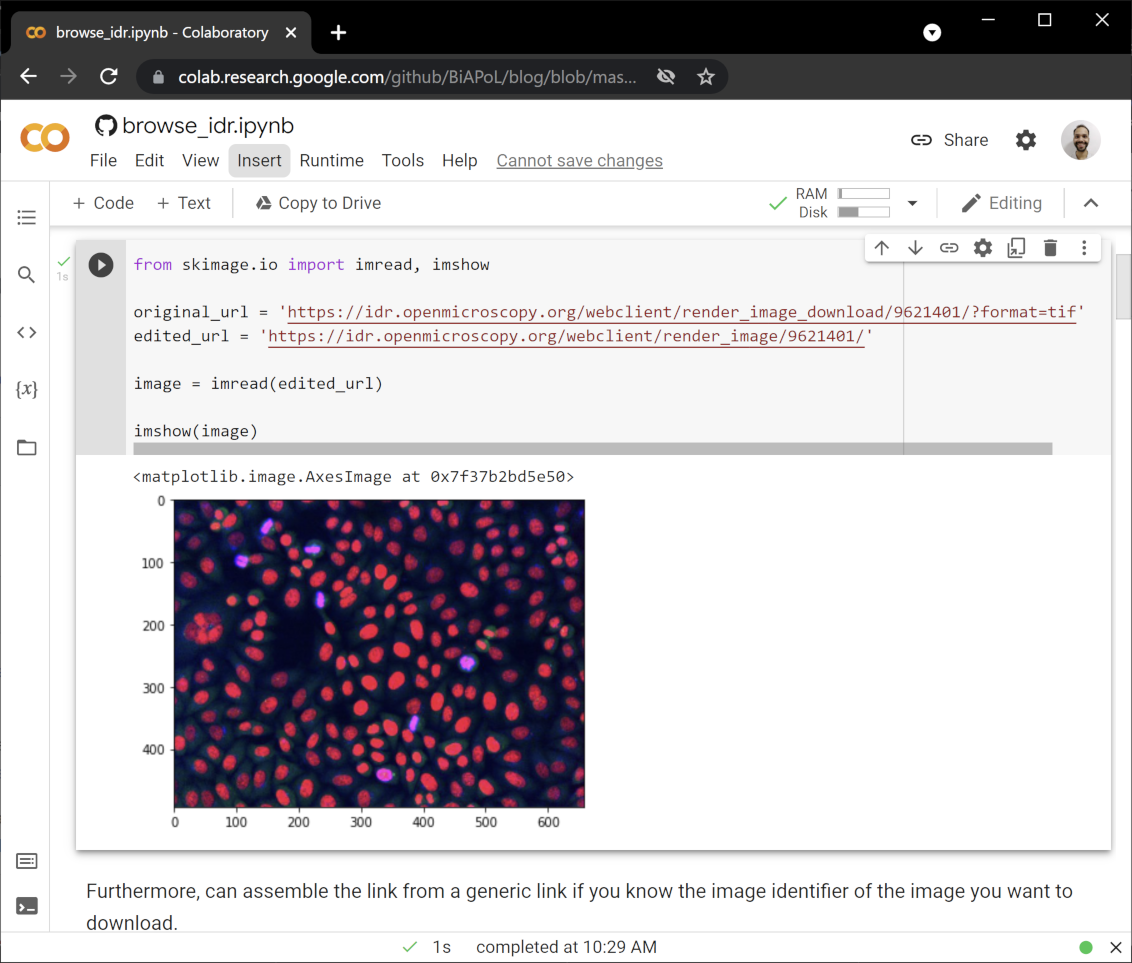 browse_idr.ipynb - Colaboratory
colab.research.google.com/github/BiAPoL/blog/blob/mas...
browse_idr.ipynb
Share
File Edit View Insert Runtime Tools Help Cannot save changes
+ Code + Text Copy to Drive
RAM
Disk
Editing
1s
from skimage.io import imread, imshow
original_url = 'https://idr.openmicroscopy.org/webclient/render_image_download/9621401/?format=tif'
edited_url = 'https://idr.openmicroscopy.org/webclient/render_image/9621401/'
image = imread(edited_url)
imshow(image)
<matplotlib.image.AxesImage at 0x7f37b2bd5e50>
0
100
200
300
400
0 100 200 300 400 500 600
Furthermore, can assemble the link from a generic link if you know the image identifier of the image you want to
download.
1s completed at 10:29 AM